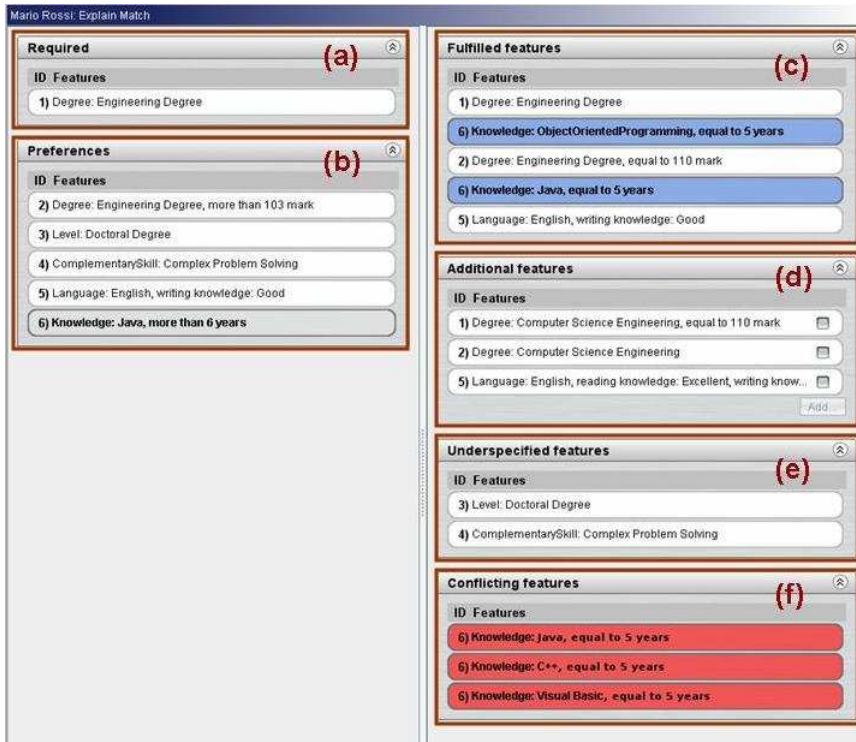 Mario Rossi: Explain Match
Required
(a)
ID Features
1) Degree: Engineering Degree
Preferences
(b)
ID Features
2) Degree: Engineering Degree, more than 103 mark
3) Level: Doctoral Degree
4) ComplementarySkill: Complex Problem Solving
5) Language: English, writing knowledge: Good
6) Knowledge: Java, more than 6 years
Fulfilled features
(c)
ID Features
1) Degree: Engineering Degree
6) Knowledge: ObjectOrientedProgramming, equal to 5 years
2) Degree: Engineering Degree, equal to 110 mark
6) Knowledge: Java, equal to 5 years
5) Language: English, writing knowledge: Good
Additional features
(d)
ID Features
1) Degree: Computer Science Engineering, equal to 110 mark
2) Degree: Computer Science Engineering
5) Language: English, reading knowledge: Excellent, writing know...
Add...
Underspecified features
(e)
ID Features
3) Level: Doctoral Degree
4) ComplementarySkill: Complex Problem Solving
Conflicting features
(f)
ID Features
6) Knowledge: Java, equal to 5 years
6) Knowledge: C++, equal to 5 years
6) Knowledge: Visual Basic, equal to 5 years